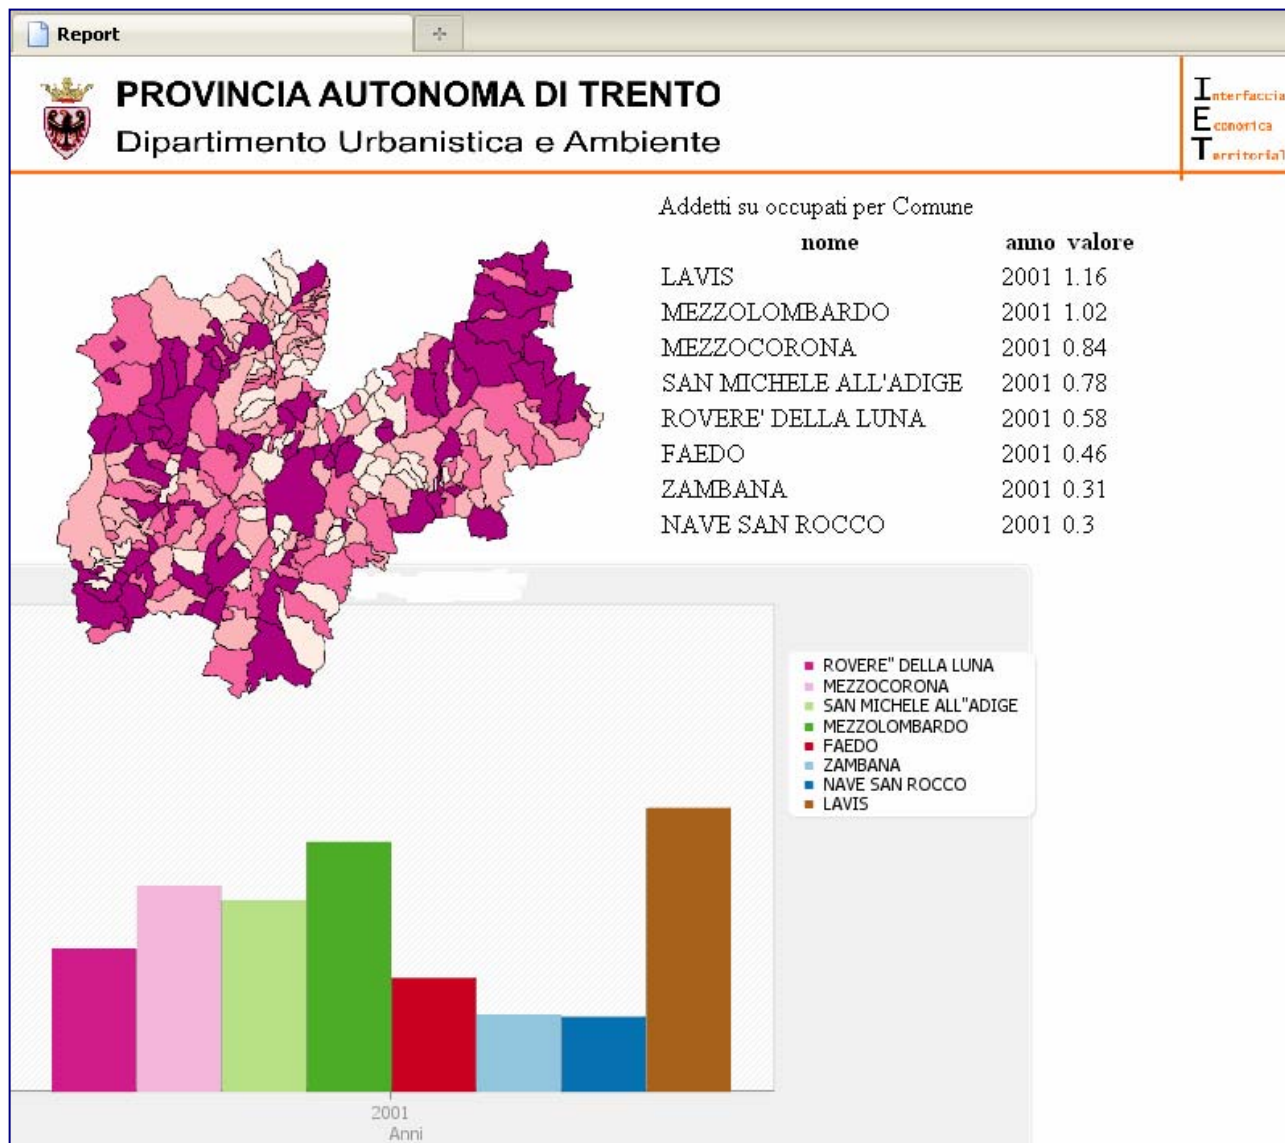 Report
PROVINCIA AUTONOMA DI TRENTO
Dipartimento Urbanistica e Ambiente
Interfaccia
Economica
Territorial
Addetti su occupati per Comune
nome anno valore
LAVIS 2001 1.16
MEZZOLOMBARDO 2001 1.02
MEZZOCORONA 2001 0.84
SAN MICHELE ALL'ADIGE 2001 0.78
ROVERE' DELLA LUNA 2001 0.58
FAEDO 2001 0.46
ZAMBANA 2001 0.31
NAVE SAN ROCCO 2001 0.3
ROVERE" DELLA LUNA
MEZZOCORONA
SAN MICHELE ALL"ADIGE
MEZZOLOMBARDO
FAEDO
ZAMBANA
NAVE SAN ROCCO
LAVIS
2001
Anni